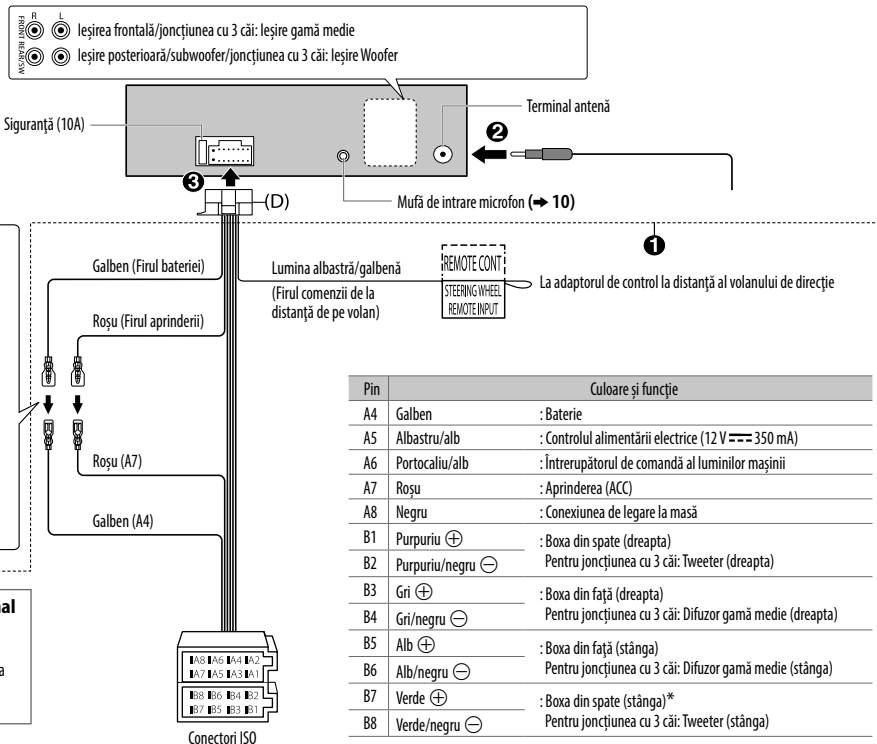 R L
FRONT
REAR/SW
Ieșirea frontală/joncțiunea cu 3 căi: Ieșire gamă medie
Ieșire posterioară/subwoofer/joncțiunea cu 3 căi: Ieșire Woofer
Siguranță (10A)
Terminal antenă
2
3
(D)
Mufă de intrare microfon (➜ 10)
1
Galben (Firul bateriei)
Lumina albastră/galbenă
(Firul comenzii de la
distanță de pe volan)
REMOTE CONT
STEERING WHEEL
REMOTE INPUT
La adaptorul de control la distanță al volanului de direcție
Roșu (Firul aprinderii)
Roșu (A7)
Galben (A4)
Pin Culoare și funcție
A4 Galben : Baterie
A5 Albastru/alb : Controlul alimentării electrice (12 V ⎓ 350 mA)
A6 Portocaliu/alb : Întrerupătorul de comandă al luminilor mașinii
A7 Roșu : Aprinderea (ACC)
A8 Negru : Conexiunea de legare la masă
B1 Purpuriu ⊕ : Boxa din spate (dreapta)
B2 Purpuriu/negru ⊖ Pentru joncțiunea cu 3 căi: Tweeter (dreapta)
B3 Gri ⊕ : Boxa din față (dreapta)
B4 Gri/negru ⊖ Pentru joncțiunea cu 3 căi: Difuzor gamă medie (dreapta)
B5 Alb ⊕ : Boxa din față (stânga)
B6 Alb/negru ⊖ Pentru joncțiunea cu 3 căi: Difuzor gamă medie (stânga)
B7 Verde ⊕ : Boxa din spate (stânga)*
B8 Verde/negru ⊖ Pentru joncțiunea cu 3 căi: Tweeter (stânga)
nal
a
A8 A6 A4 A2
A7 A5 A3 A1
B8 B6 B4 B2
B7 B5 B3 B1
Conectori ISO